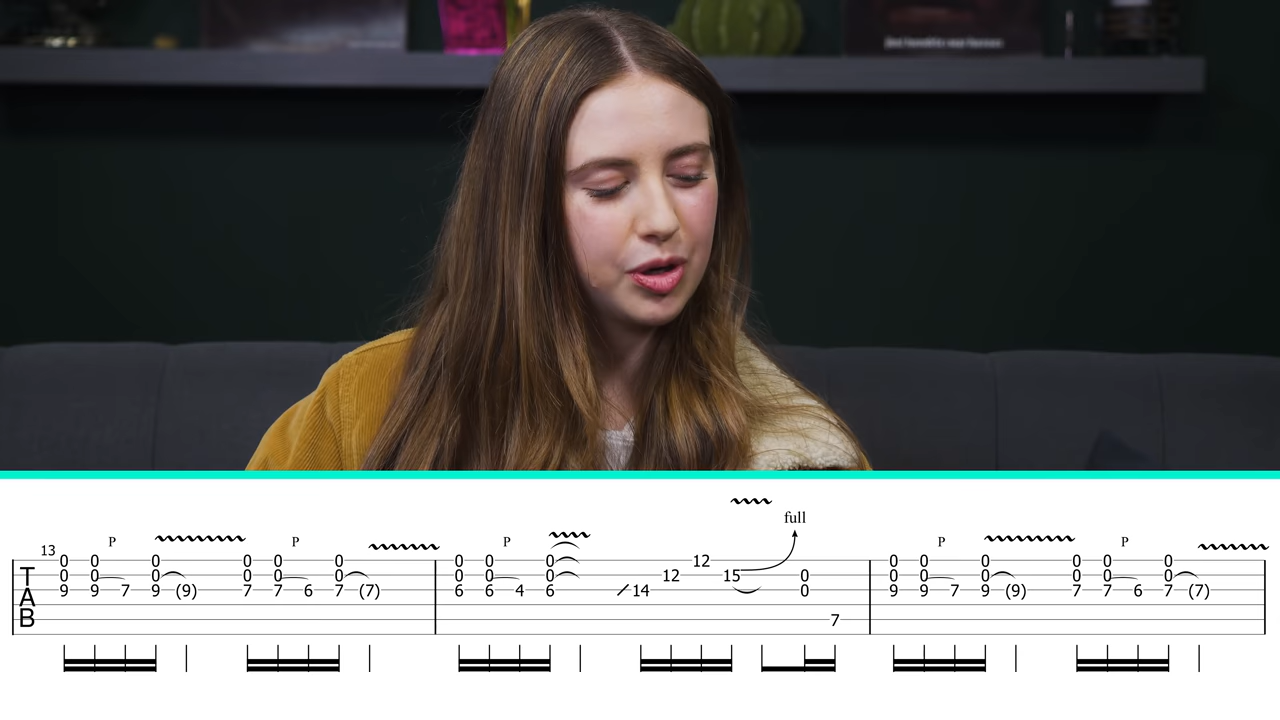 full
13 P P P P P
0 0 0 0 0 0 0 0 0 12 0 0 0 0 0 0
T 0 0 0 0 0 0 0 0 0 12 15 0 0 0 0 0 0 0
A 9 9 7 9 (9) 7 7 6 7 (7) 6 6 4 6 14 0 9 9 7 9 (9) 7 7 6 7 (7)
B 7